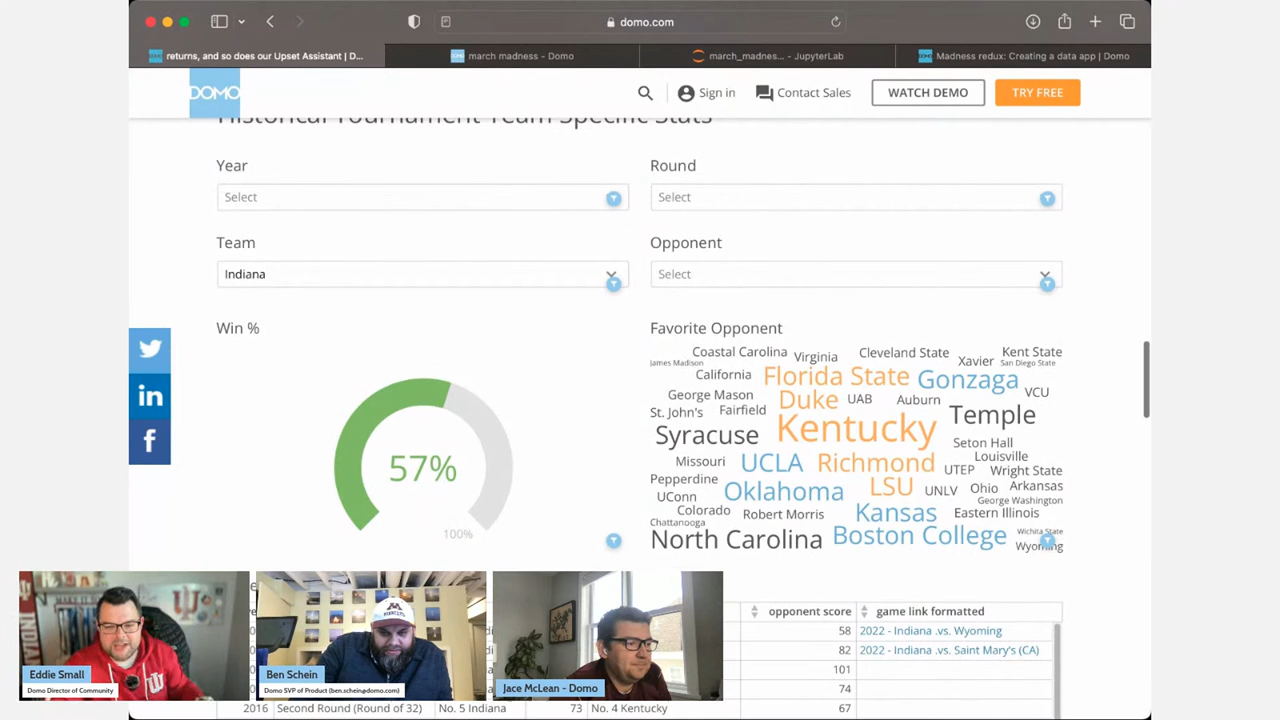 domo.com
returns, and so does our Upset Assistant | D...
march madness - Domo
march_madnes... - JupyterLab
Madness redux: Creating a data app | Domo
DOMO
Sign in
Contact Sales
WATCH DEMO
TRY FREE
Historical Tournament Team Specific Stats
Year
Round
Select
Select
Team
Opponent
Indiana
Select
Win %
Favorite Opponent
57%
100%
Coastal Carolina Virginia Cleveland State Kent State
James Madison Xavier San Diego State
California Florida State Gonzaga
George Mason Duke UAB Auburn VCU
St. John's Fairfield Kentucky Temple
Syracuse Seton Hall
Missouri UCLA Richmond UTEP Louisville
Pepperdine Wright State
UConn Oklahoma LSU UNLV Ohio Arkansas
George Washington
Colorado Robert Morris Kansas Eastern Illinois
Chattanooga Wichita State
North Carolina Boston College Wyoming
opponent score game link formatted
58 2022 - Indiana .vs. Wyoming
82 2022 - Indiana .vs. Saint Mary's (CA)
101
74
2016 Second Round (Round of 32) No. 5 Indiana 73 No. 4 Kentucky 67
Eddie Small
Domo Director of Community
Ben Schein
Domo SVP of Product (ben.schein@domo.com)
Jace McLean - Domo